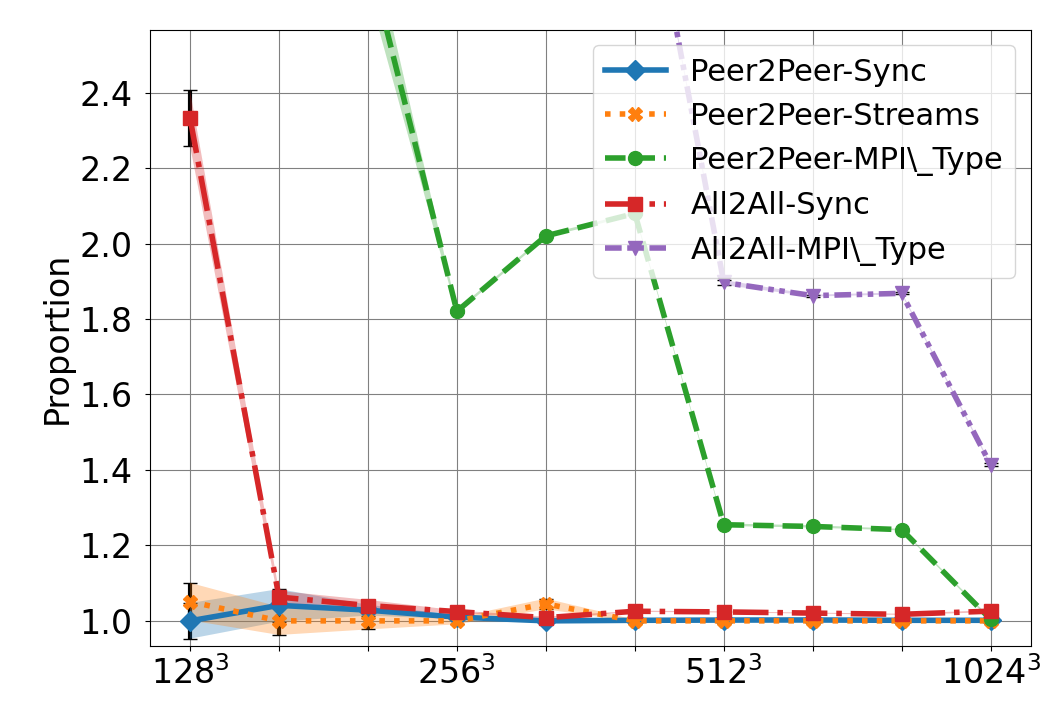 2.4
2.2
2.0
1.8
1.6
1.4
1.2
1.0
Proportion
Peer2Peer-Sync
Peer2Peer-Streams
Peer2Peer-MPI\_Type
All2All-Sync
All2All-MPI\_Type
128³
256³
512³
1024³